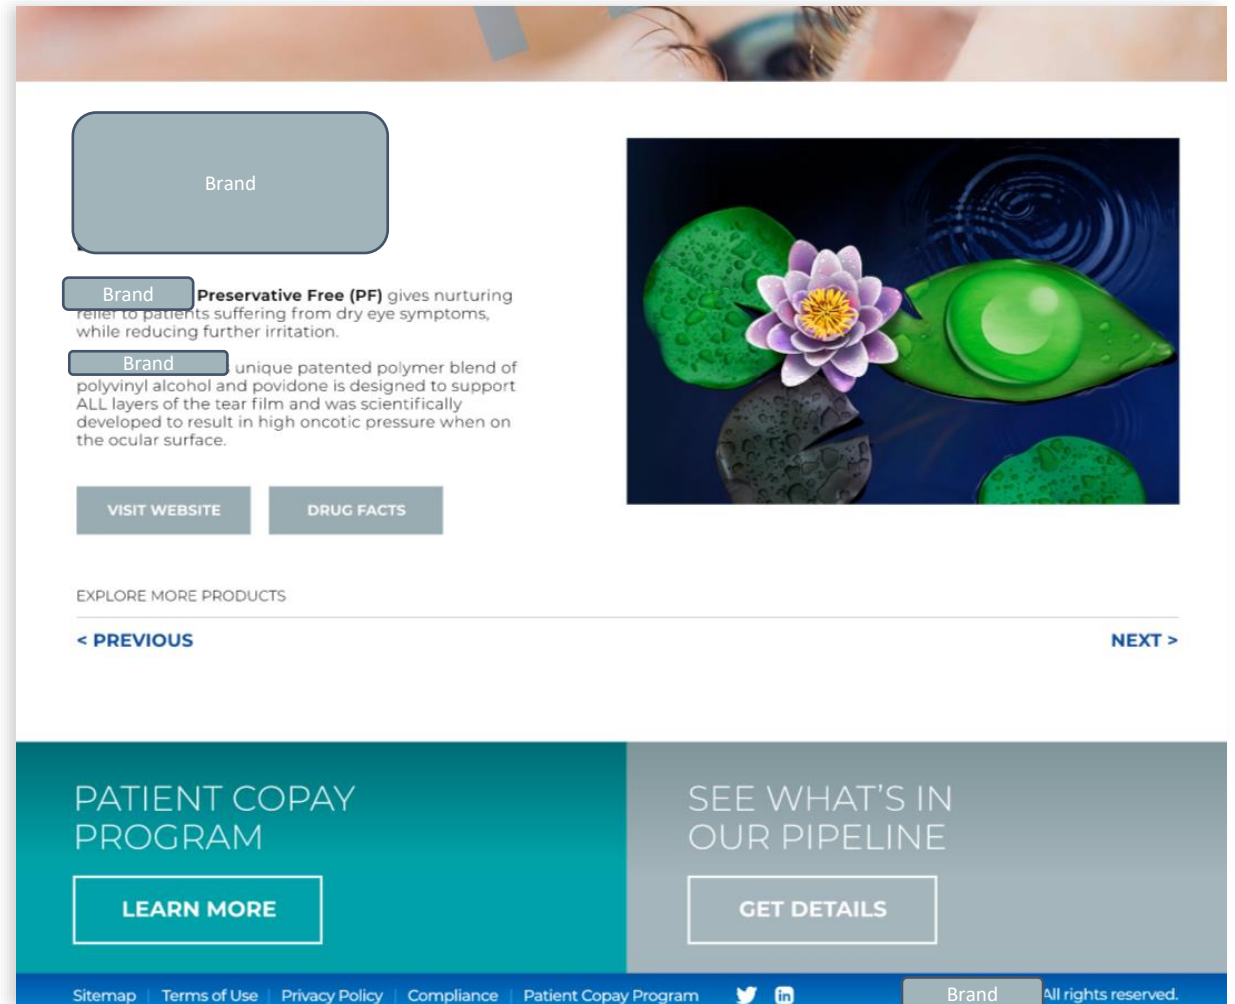 Brand
Brand Preservative Free (PF) gives nurturing
relief to patients suffering from dry eye symptoms,
while reducing further irritation.
Brand unique patented polymer blend of
polyvinyl alcohol and povidone is designed to support
ALL layers of the tear film and was scientifically
developed to result in high oncotic pressure when on
the ocular surface.
VISIT WEBSITE DRUG FACTS
EXPLORE MORE PRODUCTS
< PREVIOUS NEXT >
PATIENT COPAY
PROGRAM
LEARN MORE
SEE WHAT'S IN
OUR PIPELINE
GET DETAILS
Sitemap | Terms of Use | Privacy Policy | Compliance | Patient Copay Program Brand All rights reserved.